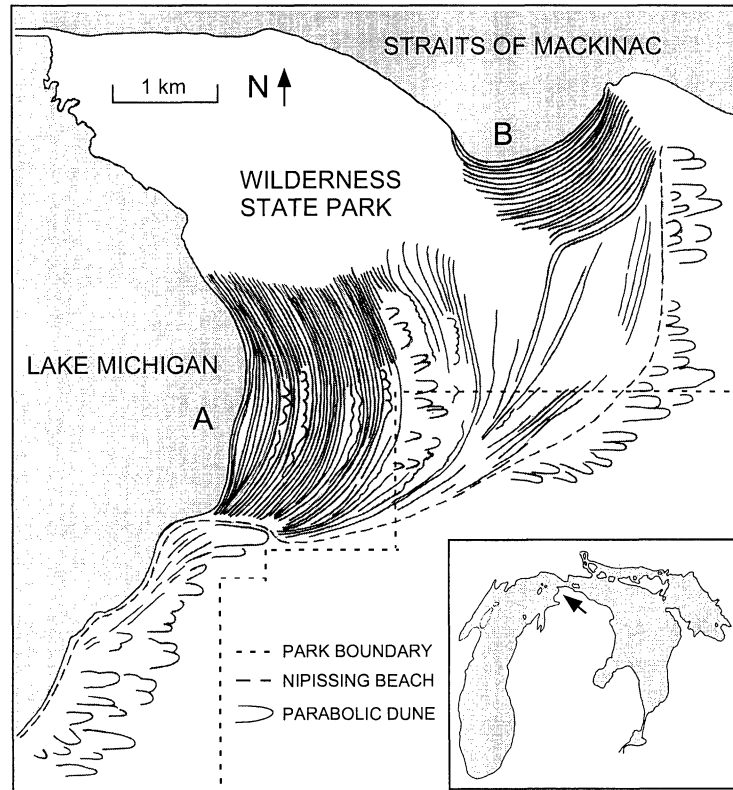 STRAITS OF MACKINAC
1 km
N
B
WILDERNESS
STATE PARK
LAKE MICHIGAN
A
PARK BOUNDARY
NIPISSING BEACH
PARABOLIC DUNE